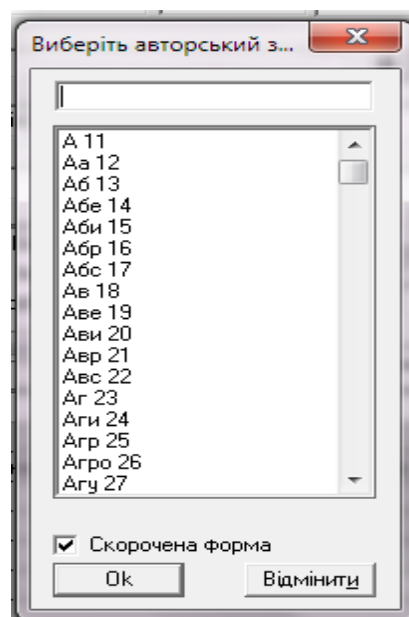 Виберіть авторський з...
А 11
Аа 12
Аб 13
Абе 14
Аби 15
Абр 16
Абс 17
Ав 18
Аве 19
Ави 20
Авр 21
Авс 22
Аг 23
Аги 24
Агр 25
Агро 26
Агу 27
Скорочена форма
Ok Відмінити